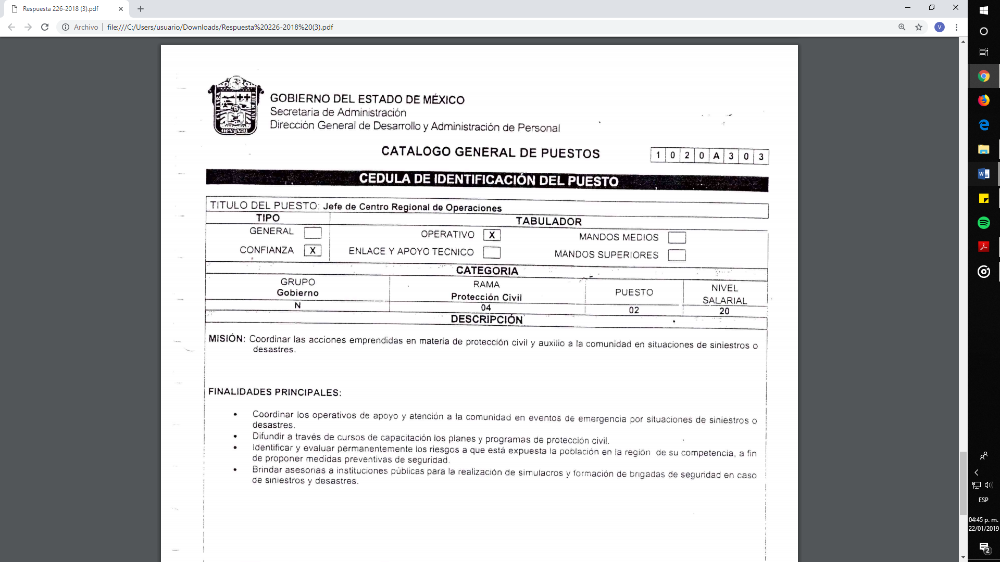 Respuesta 226-2018 (3).pdf
Archivo
file:///C:/Users/usuario/Downloads/Respuesta%20226-2018%20(3).pdf
V
GOBIERNO DEL ESTADO DE MÉXICO
Secretaria de Administración
Dirección General de Desarrollo y Administración de Personal
CATALOGO GENERAL DE PUESTOS
1 0 2 0 A 3 0 3
CEDULA DE IDENTIFICACIÓN DEL PUESTO
TITULO DEL PUESTO: Jefe de Centro Regional de Operaciones
TIPO TABULADOR
GENERAL OPERATIVO X MANDOS MEDIOS
CONFIANZA X ENLACE Y APOYO TECNICO MANDOS SUPERIORES
CATEGORIA
GRUPO RAMA PUESTO NIVEL
Gobierno Protección Civil SALARIAL
N 04 02 20
DESCRIPCIÓN
MISIÓN: Coordinar las acciones emprendidas en materia de protección civil y auxilio a la comunidad en situaciones de siniestros o
desastres.
FINALIDADES PRINCIPALES:
• Coordinar los operativos de apoyo y atención a la comunidad en eventos de emergencia por situaciones de siniestros o
desastres.
• Difundir a través de cursos de capacitación los planes y programas de protección civil.
• Identificar y evaluar permanentemente los riesgos a que está expuesta la población en la región de su competencia, a fin
de proponer medidas preventivas de seguridad.
• Brindar asesorias a instituciones públicas para la realización de simulacros y formación de brigadas de seguridad en caso
de siniestros y desastres.
ESP
04:45 p. m.
22/01/2019
2